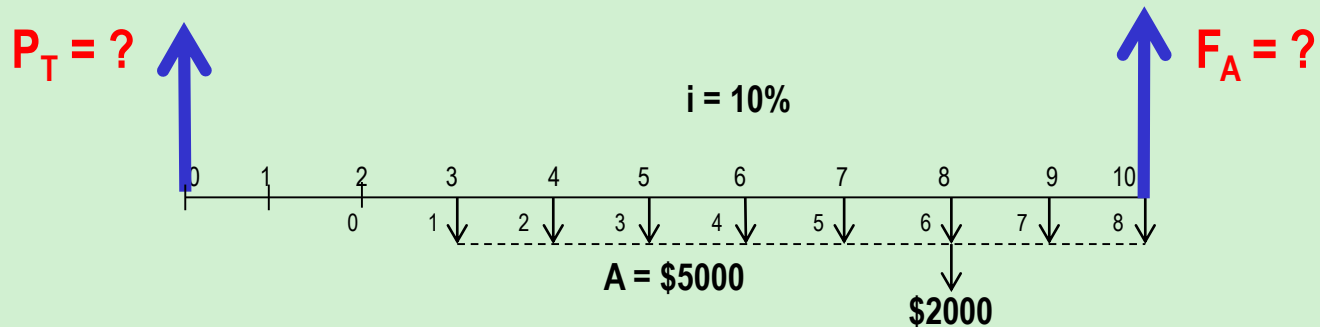 P_T = ? F_A = ?
i = 10%
0 1 2 3 4 5 6 7 8 9 10
0 1 2 3 4 5 6 7 8
A = $5000
$2000